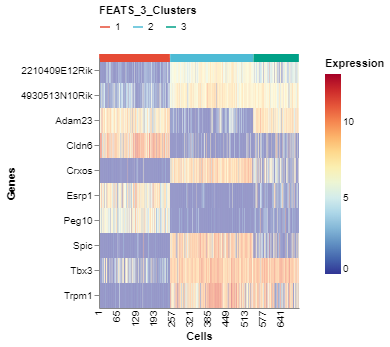 FEATS_3_Clusters
1 2 3
Expression
10
5
0
Genes
2210409E12Rik
4930513N10Rik
Adam23
Cldn6
Crxos
Esrp1
Peg10
Spic
Tbx3
Trpm1
1 65 129 193 257 321 385 449 513 577 641
Cells